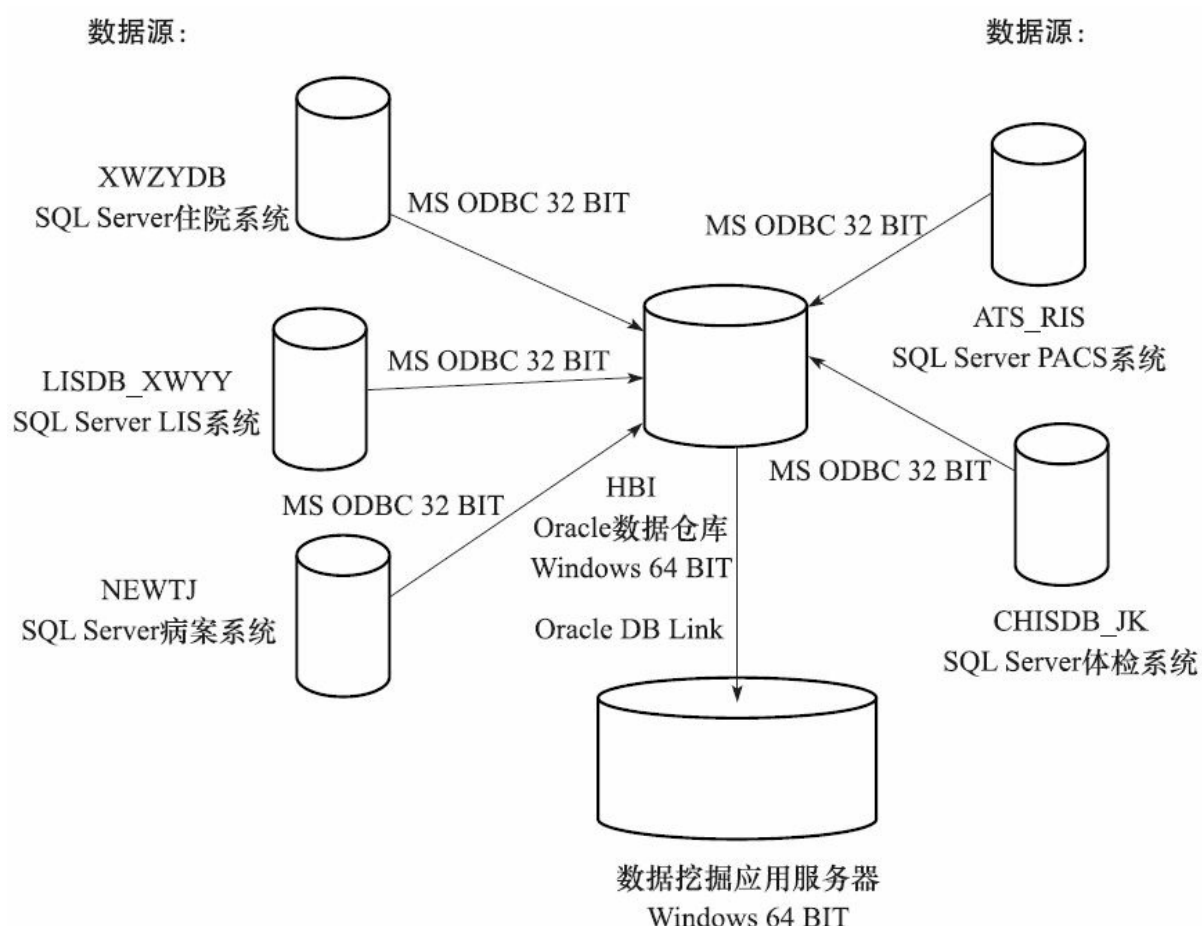 数据源：
数据源：
XWZYDB
SQL Server住院系统
MS ODBC 32 BIT
MS ODBC 32 BIT
ATS_RIS
SQL Server PACS系统
LISDB_XWYY
SQL Server LIS系统
MS ODBC 32 BIT
MS ODBC 32 BIT
MS ODBC 32 BIT
HBI
Oracle数据仓库
Windows 64 BIT
NEWTJ
SQL Server病案系统
Oracle DB Link
CHISDB_JK
SQL Server体检系统
数据挖掘应用服务器
Windows 64 BIT